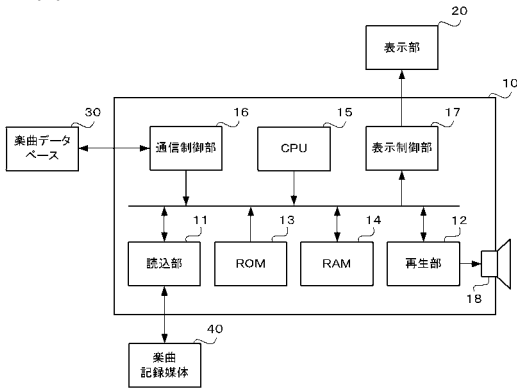 20
表示部
10
30
楽曲データ
ベース
16
通信制御部
15
CPU
17
表示制御部
11
読込部
13
ROM
14
RAM
12
再生部
18
40
楽曲
記録媒体